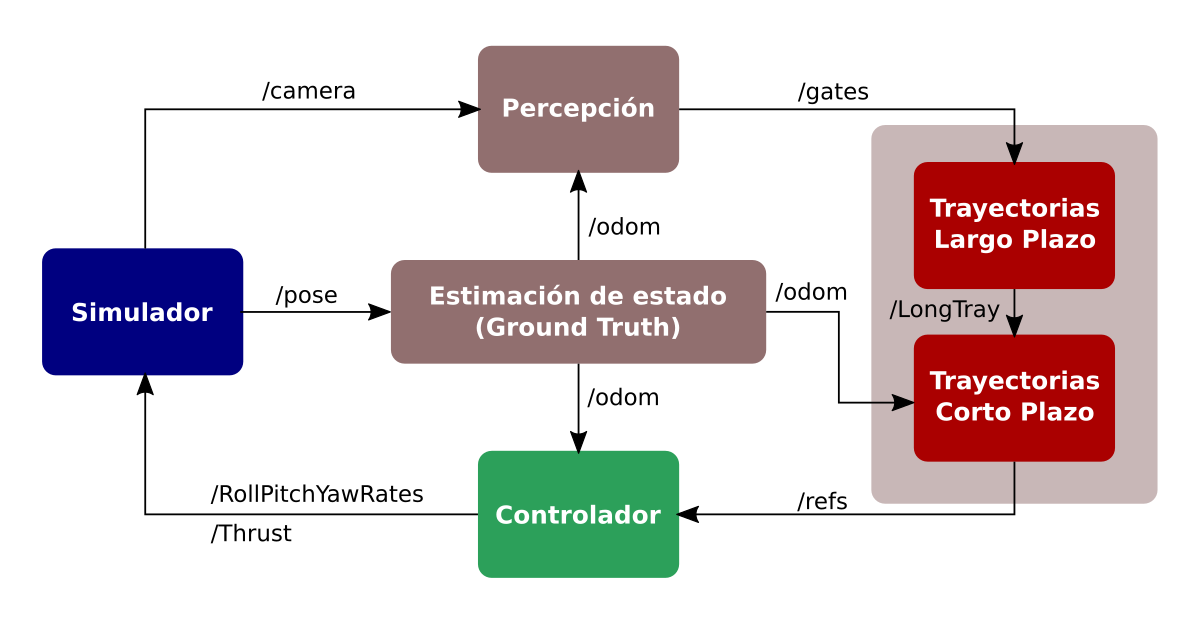 /camera
Percepción
/gates
Trayectorias
Largo Plazo
/odom
Simulador
/pose
Estimación de estado
(Ground Truth)
/odom
/LongTray
Trayectorias
Corto Plazo
/odom
/RollPitchYawRates
/Thrust
Controlador
/refs